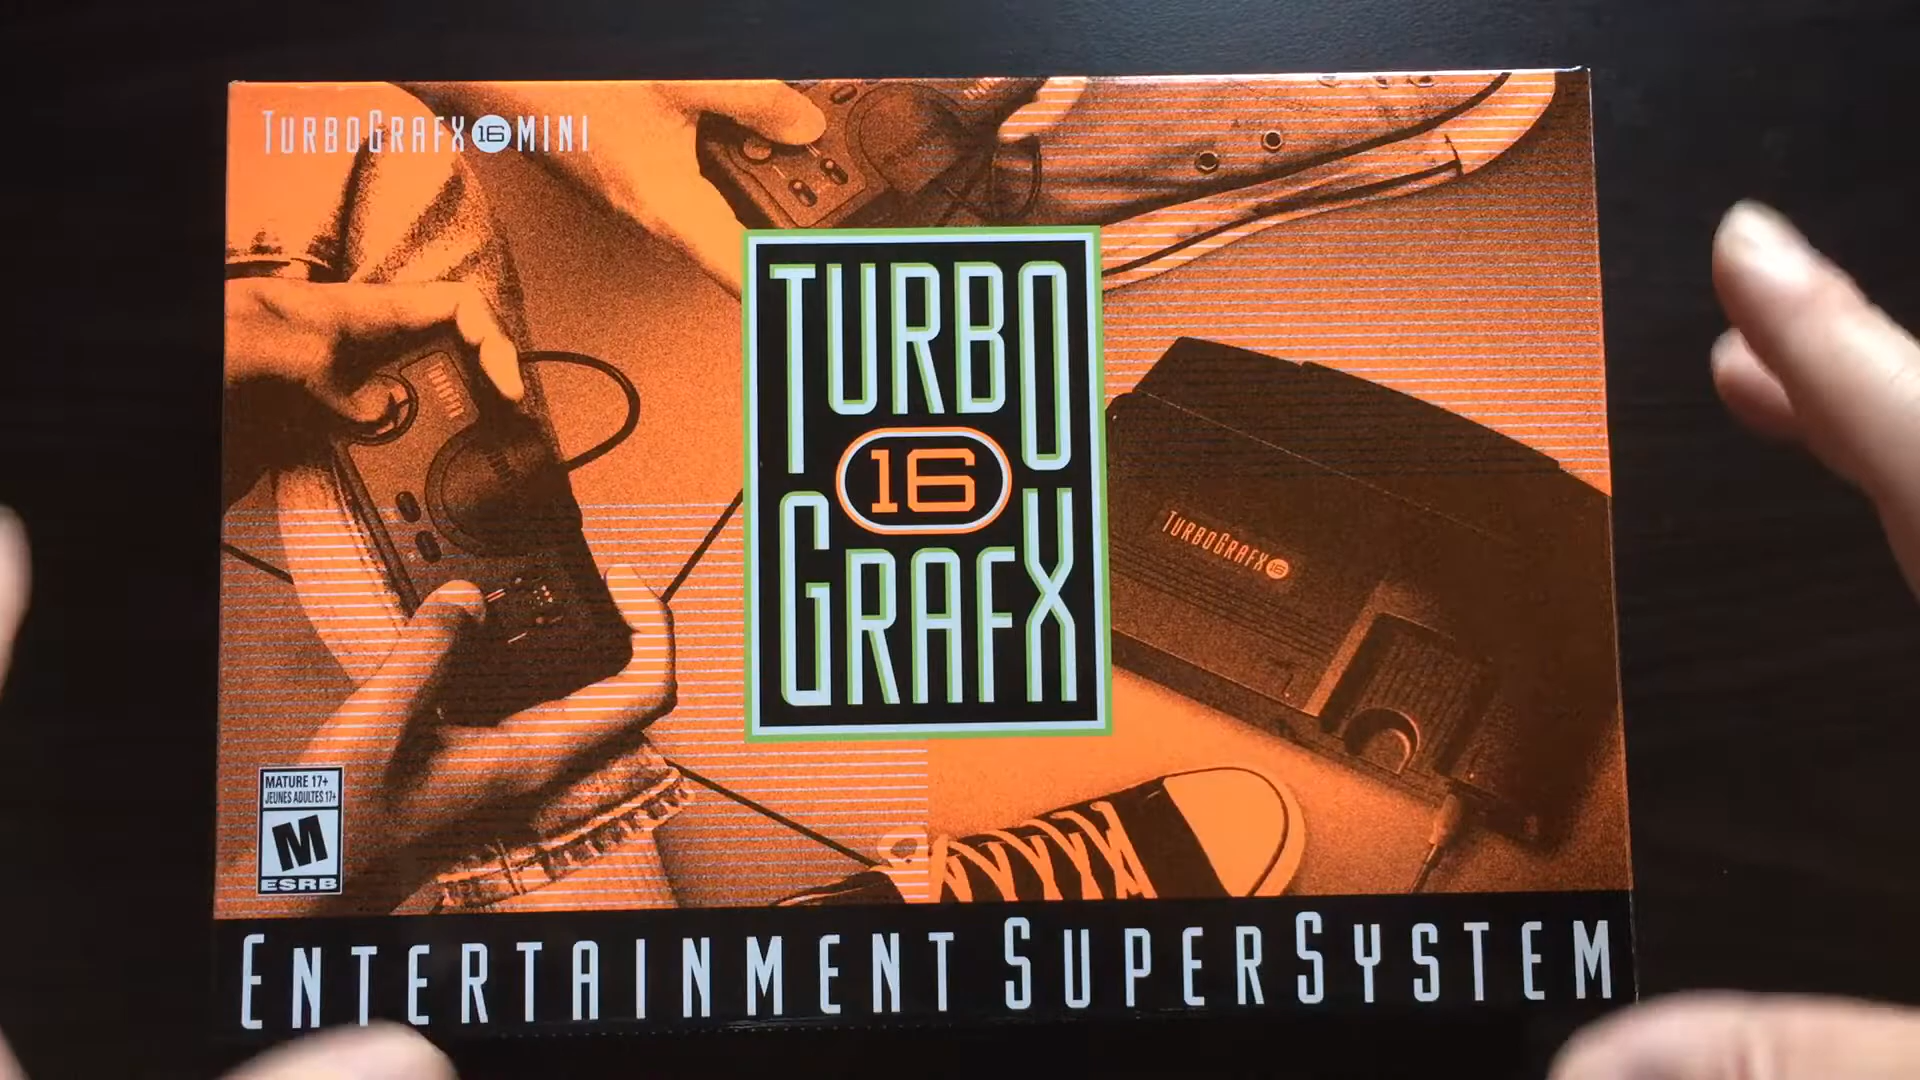 TURBOGRAFX 16 MINI
TURBO
16
GRAFX
TURBOGRAFX 16
MATURE 17+
JEUNES ADULTES 17+
M
ESRB
ENTERTAINMENT SUPERSYSTEM